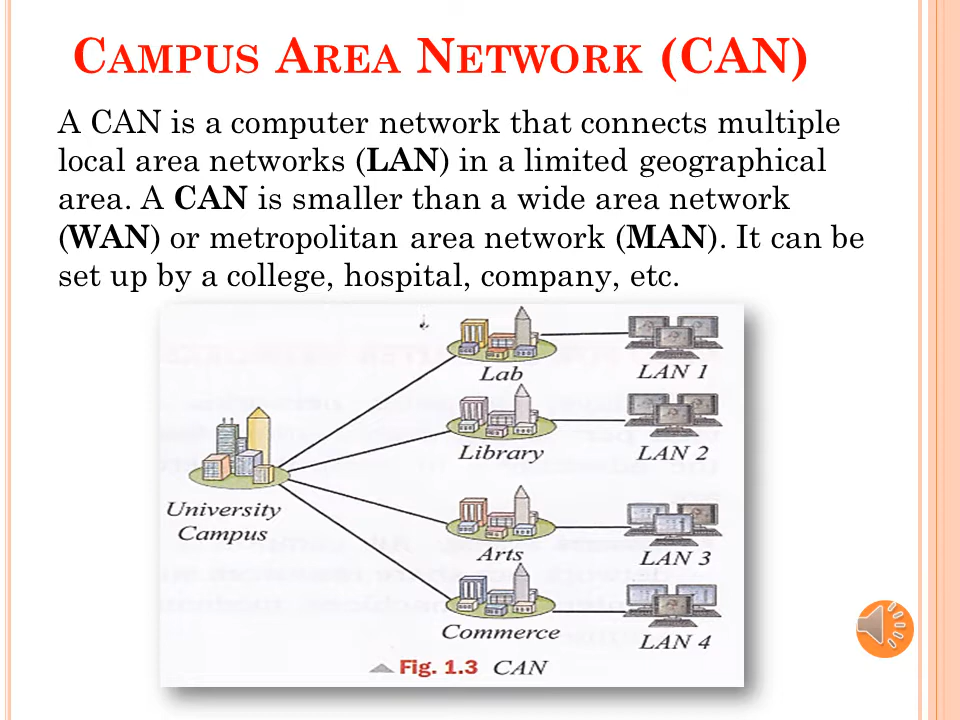 CAMPUS AREA NETWORK (CAN)
A CAN is a computer network that connects multiple
local area networks (LAN) in a limited geographical
area. A CAN is smaller than a wide area network
(WAN) or metropolitan area network (MAN). It can be
set up by a college, hospital, company, etc.
Lab
LAN 1
Library
LAN 2
University
Campus
Arts
LAN 3
Commerce
LAN 4
Fig. 1.3 CAN